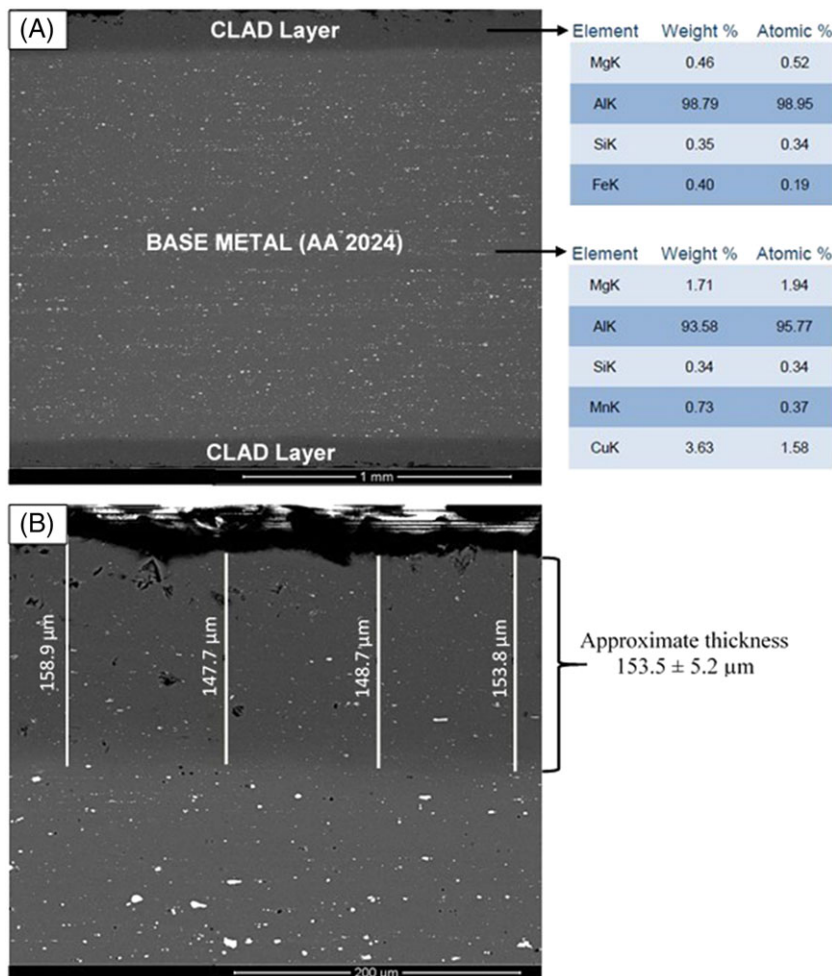 (A)
CLAD Layer
BASE METAL (AA 2024)
CLAD Layer
1 mm
Element Weight % Atomic %
MgK 0.46 0.52
AlK 98.79 98.95
SiK 0.35 0.34
FeK 0.40 0.19
Element Weight % Atomic %
MgK 1.71 1.94
AlK 93.58 95.77
SiK 0.34 0.34
MnK 0.73 0.37
CuK 3.63 1.58
(B)
158.9 µm
147.7 µm
148.7 µm
153.8 µm
Approximate thickness
153.5 ± 5.2 µm
200 µm